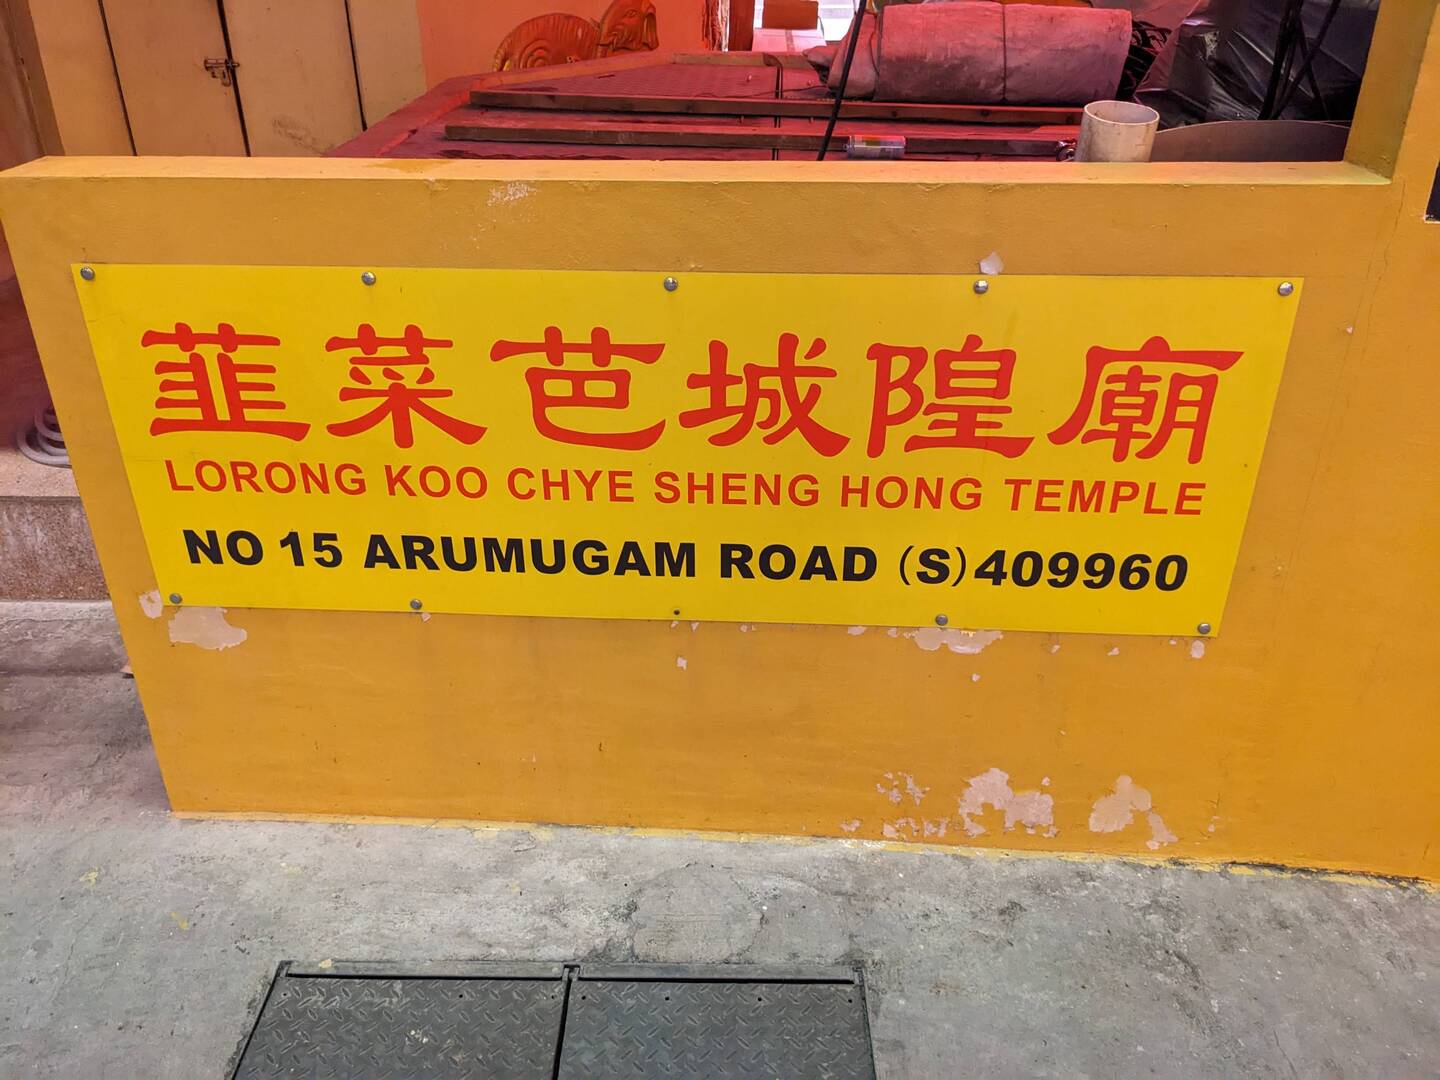 韮菜芭城隍廟
LORONG KOO CHYE SHENG HONG TEMPLE
NO 15 ARUMUGAM ROAD (S)409960